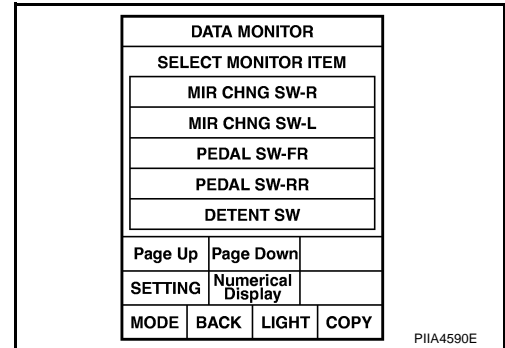 DATA MONITOR
SELECT MONITOR ITEM
MIR CHNG SW-R
MIR CHNG SW-L
PEDAL SW-FR
PEDAL SW-RR
DETENT SW
Page Up Page Down
SETTING Numerical
Display
MODE BACK LIGHT COPY
PIIA4590E